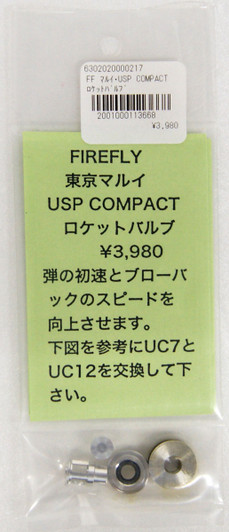 6302020000217
FF マルイ・USP COMPACT
ロケットバルブ
2001000113668
¥3,980
FIREFLY
東京マルイ
USP COMPACT
ロケットバルブ
¥3,980
弾の初速とブローバ
ックのスピードを
向上させます。
下図を参考にUC7と
UC12を交換して下
さい。